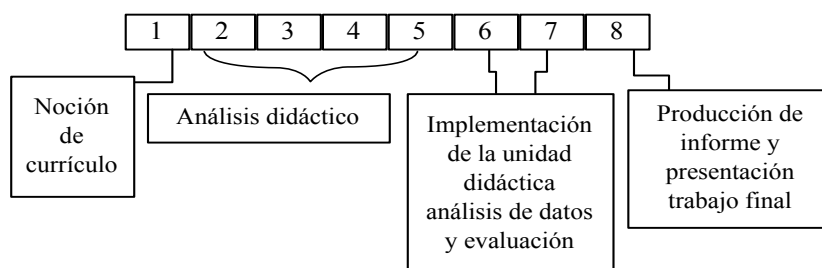 1 2 3 4 5 6 7 8
Noción
de
currículo
Análisis didáctico
Implementación
de la unidad
didáctica
análisis de datos
y evaluación
Producción de
informe y
presentación
trabajo final